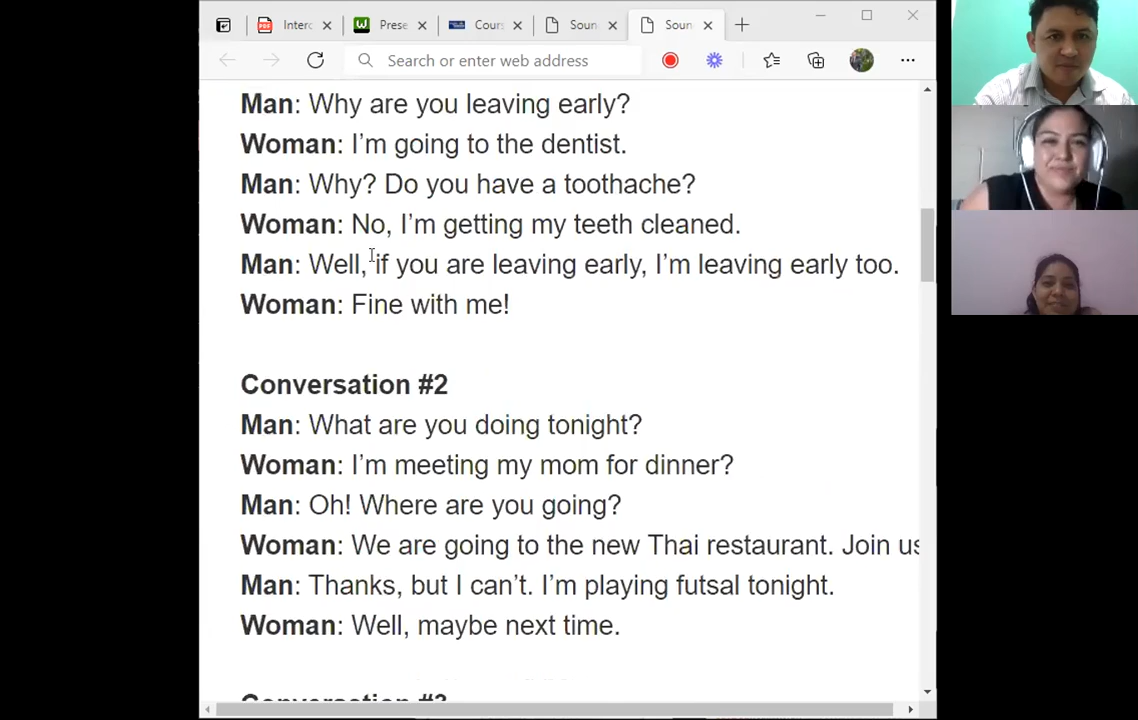 Interc
Prese
Cours
Soun
Soun
Search or enter web address
Man: Why are you leaving early?
Woman: I’m going to the dentist.
Man: Why? Do you have a toothache?
Woman: No, I’m getting my teeth cleaned.
Man: Well, if you are leaving early, I’m leaving early too.
Woman: Fine with me!
Conversation #2
Man: What are you doing tonight?
Woman: I’m meeting my mom for dinner?
Man: Oh! Where are you going?
Woman: We are going to the new Thai restaurant. Join us
Man: Thanks, but I can’t. I’m playing futsal tonight.
Woman: Well, maybe next time.
Conversation #3